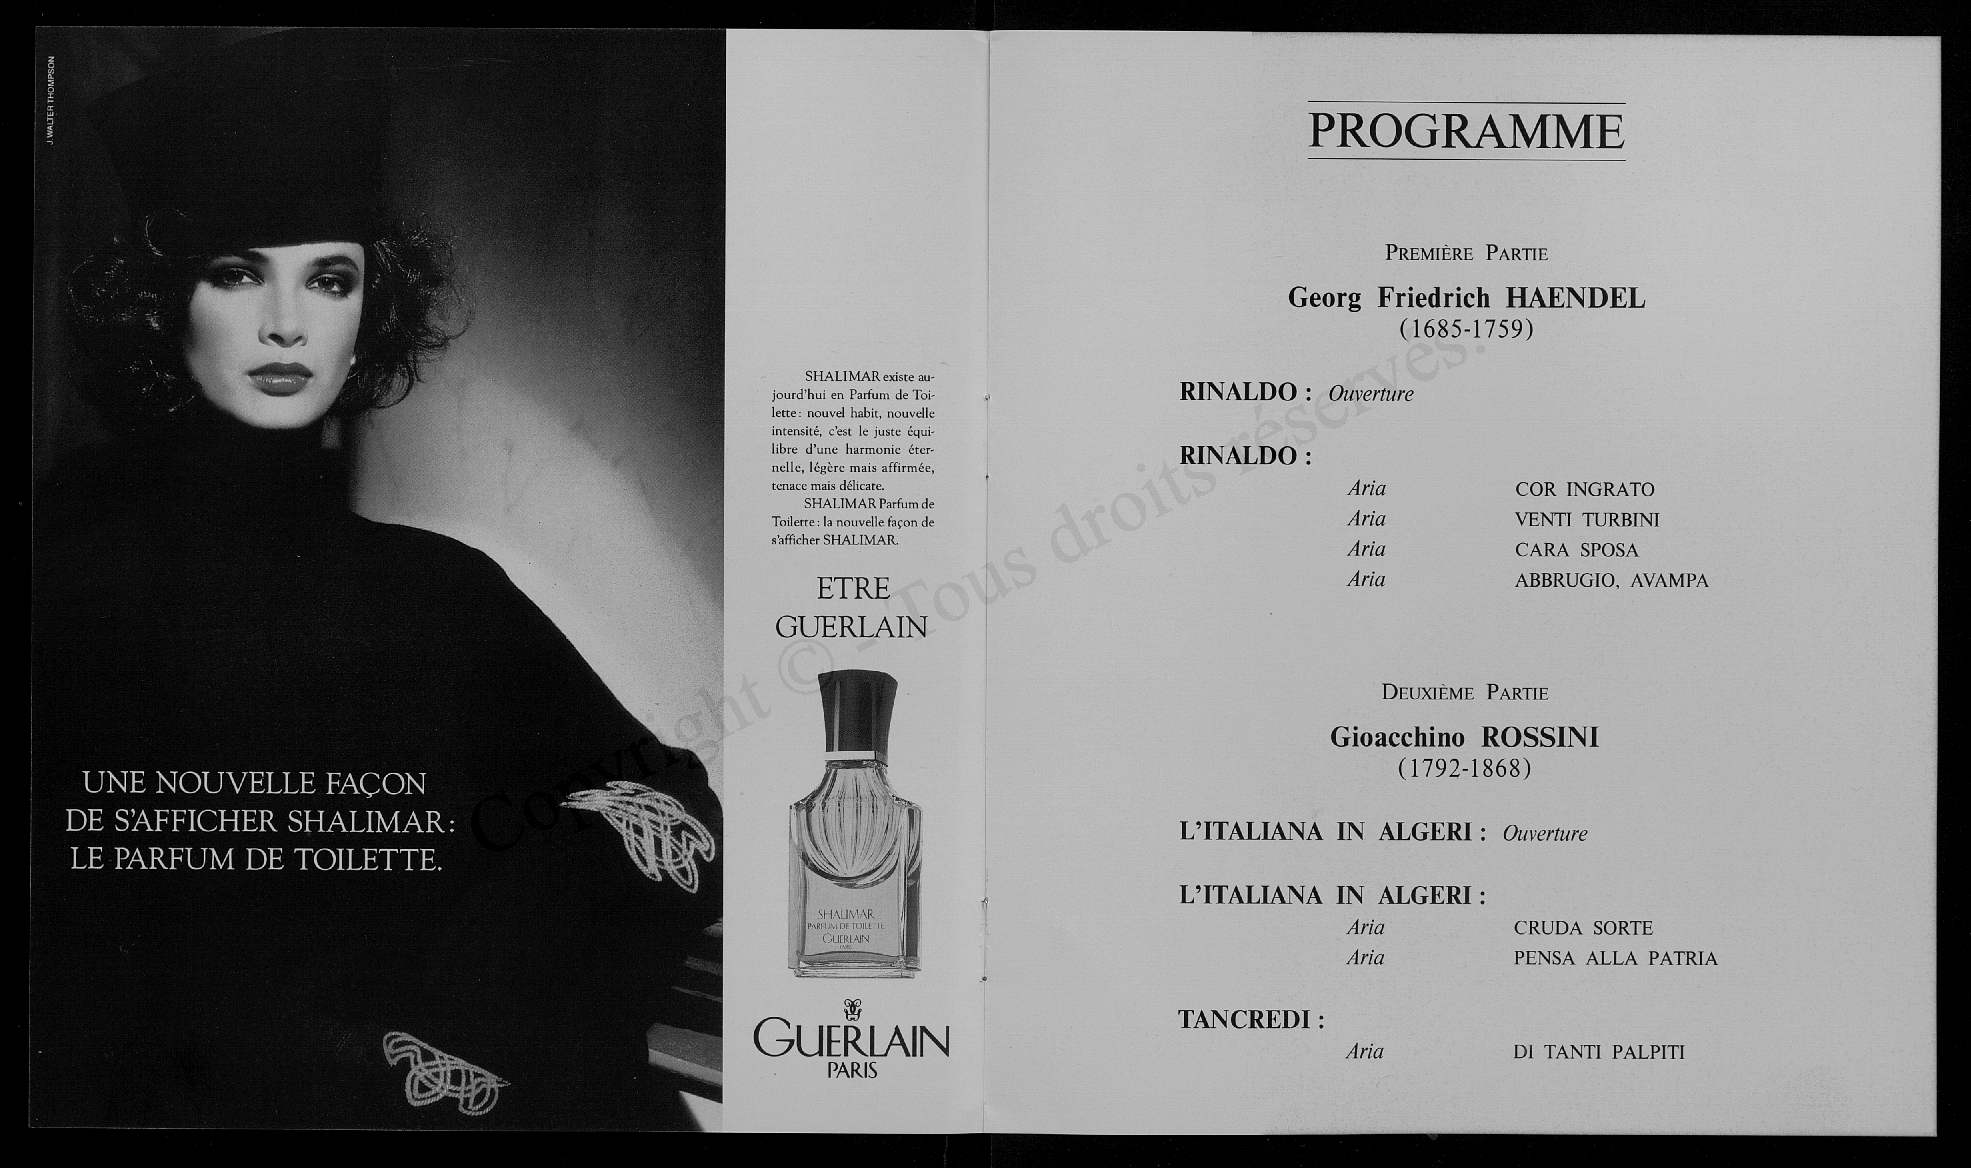 J. WALTER THOMPSON
UNE NOUVELLE FAÇON
DE S'AFFICHER SHALIMAR:
LE PARFUM DE TOILETTE.
SHALIMAR existe au-
jourd'hui en Parfum de Toi-
lette : nouvel habit, nouvelle
intensité, c'est le juste équi-
libre d'une harmonie éter-
nelle, légère mais affirmée,
tenace mais délicate.
SHALIMAR Parfum de
Toilette : la nouvelle façon de
s'afficher SHALIMAR.
ETRE
GUERLAIN
SHALIMAR
PARFUM DE TOILETTE
GUERLAIN
PARIS
GUERLAIN
PARIS
PROGRAMME
PREMIÈRE PARTIE
Georg Friedrich HAENDEL
(1685-1759)
RINALDO : Ouverture
RINALDO :
Aria COR INGRATO
Aria VENTI TURBINI
Aria CARA SPOSA
Aria ABBRUGIO, AVAMPA
DEUXIÈME PARTIE
Gioacchino ROSSINI
(1792-1868)
L'ITALIANA IN ALGERI : Ouverture
L'ITALIANA IN ALGERI :
Aria CRUDA SORTE
Aria PENSA ALLA PATRIA
TANCREDI :
Aria DI TANTI PALPITI
Copyright © Tous droits réservés.